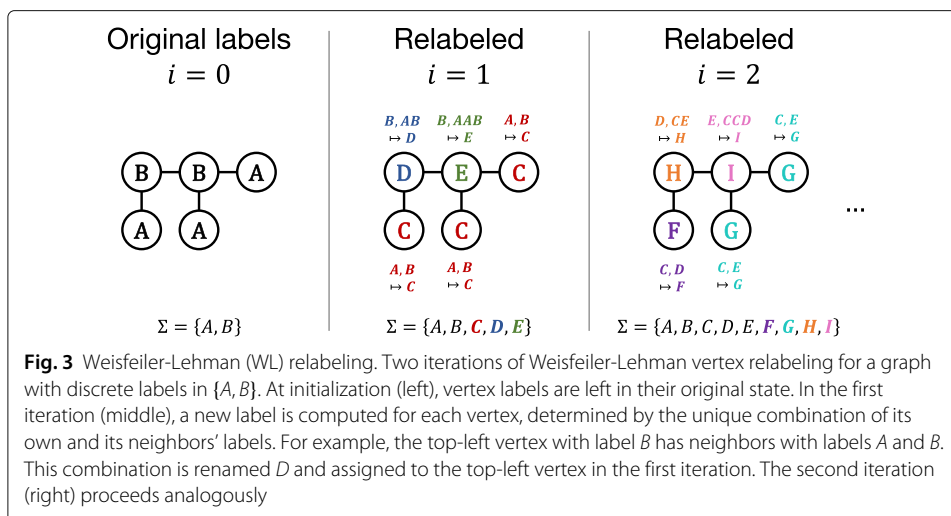 Original labels
i = 0
B B A
A A
Σ = {A, B}
Relabeled
i = 1
B, AB B, AAB A, B
↦ D ↦ E ↦ C
D E C
C C
A, B A, B
↦ C ↦ C
Σ = {A, B, C, D, E}
Relabeled
i = 2
D, CE E, CCD C, E
↦ H ↦ I ↦ G
H I G
F G
C, D C, E
↦ F ↦ G
...
Σ = {A, B, C, D, E, F, G, H, I}
Fig. 3 Weisfeiler-Lehman (WL) relabeling. Two iterations of Weisfeiler-Lehman vertex relabeling for a graph
with discrete labels in {A, B}. At initialization (left), vertex labels are left in their original state. In the first
iteration (middle), a new label is computed for each vertex, determined by the unique combination of its
own and its neighbors' labels. For example, the top-left vertex with label B has neighbors with labels A and B.
This combination is renamed D and assigned to the top-left vertex in the first iteration. The second iteration
(right) proceeds analogously